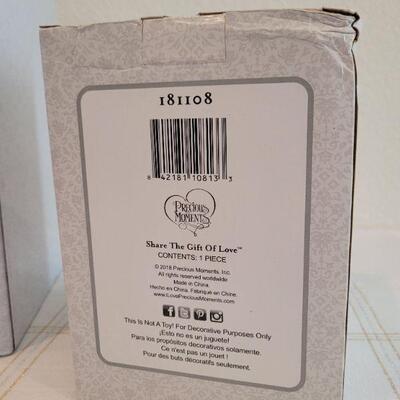 181108
8 42181 10813 3
PRECIOUS
MOMENTS
Share The Gift Of Love™
CONTENTS: 1 PIECE
© 2018 Precious Moments, Inc.
All rights reserved worldwide
Made in China
Hecho en China. Fabriqué en Chine.
www.ILovePreciousMoments.com
This Is Not A Toy! For Decorative Purposes Only
¡Esto no es un juguete!
Para los propósitos decorativos solamente.
Ce n'est pas un jouet !
Pour des buts décoratifs seulement.